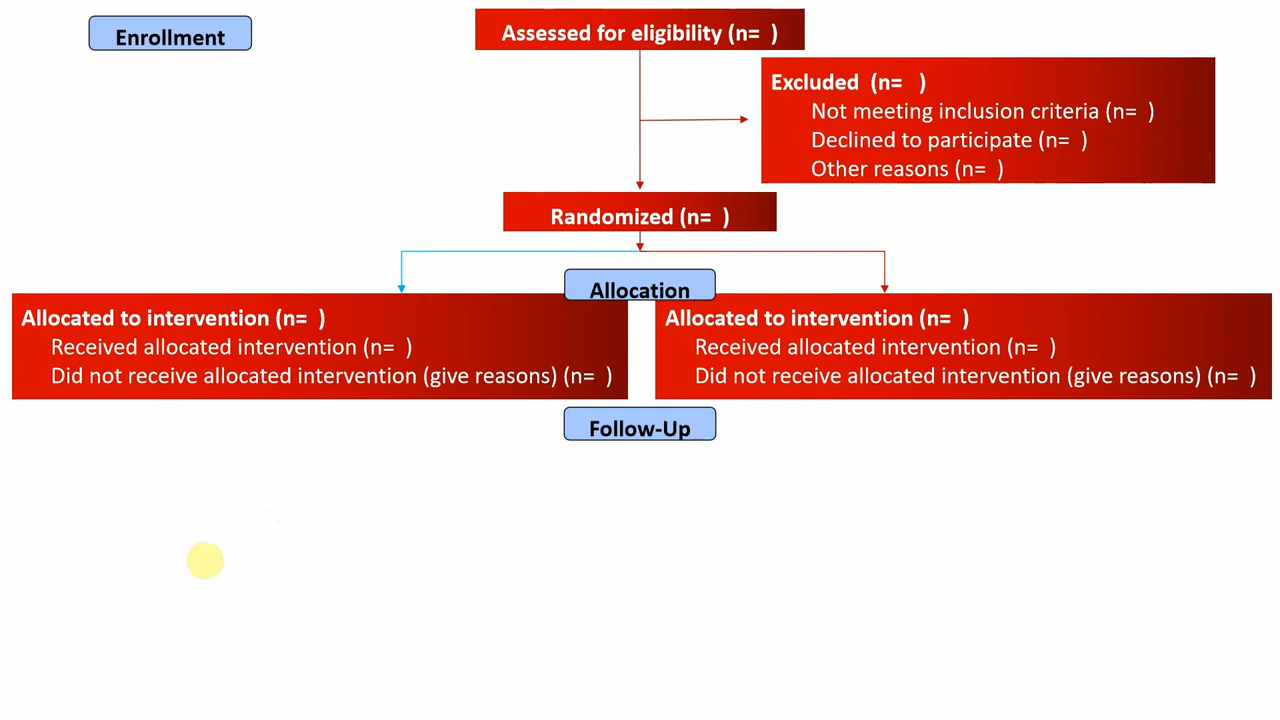 Enrollment
Assessed for eligibility (n=  )
Excluded  (n=   )
Not meeting inclusion criteria (n=  )
Declined to participate (n=  )
Other reasons (n=  )
Randomized (n=  )
Allocation
Allocated to intervention (n=  )
Received allocated intervention (n=  )
Did not receive allocated intervention (give reasons) (n=  )
Allocated to intervention (n=  )
Received allocated intervention (n=  )
Did not receive allocated intervention (give reasons) (n=  )
Follow-Up